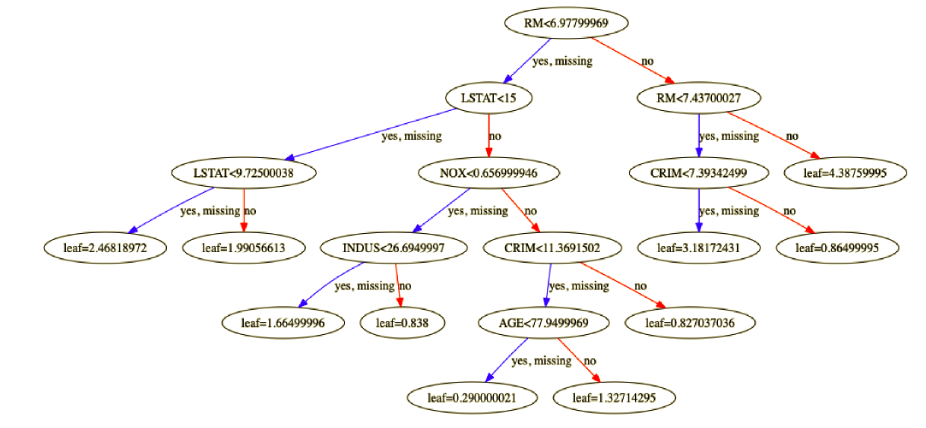 RM<6.97799969
yes, missing
no
LSTAT<15
RM<7.43700027
yes, missing
no
yes, missing
no
LSTAT<9.72500038
NOX<0.656999946
CRIM<7.39342499
leaf=4.38759995
yes, missing
no
yes, missing
no
yes, missing
no
leaf=2.46818972
leaf=1.99056613
INDUS<26.6949997
CRIM<11.3691502
leaf=3.18172431
leaf=0.86499995
yes, missing
no
yes, missing
no
leaf=1.66499996
leaf=0.838
AGE<77.9499969
leaf=0.827037036
yes, missing
no
leaf=0.290000021
leaf=1.32714295